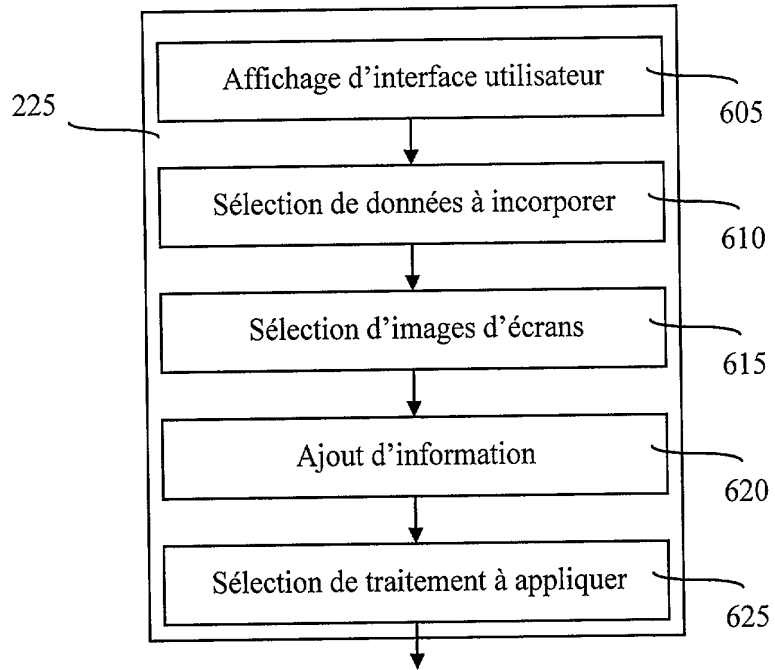 Affichage d'interface utilisateur
225
605
Sélection de données à incorporer
610
Sélection d'images d'écrans
615
Ajout d'information
620
Sélection de traitement à appliquer
625